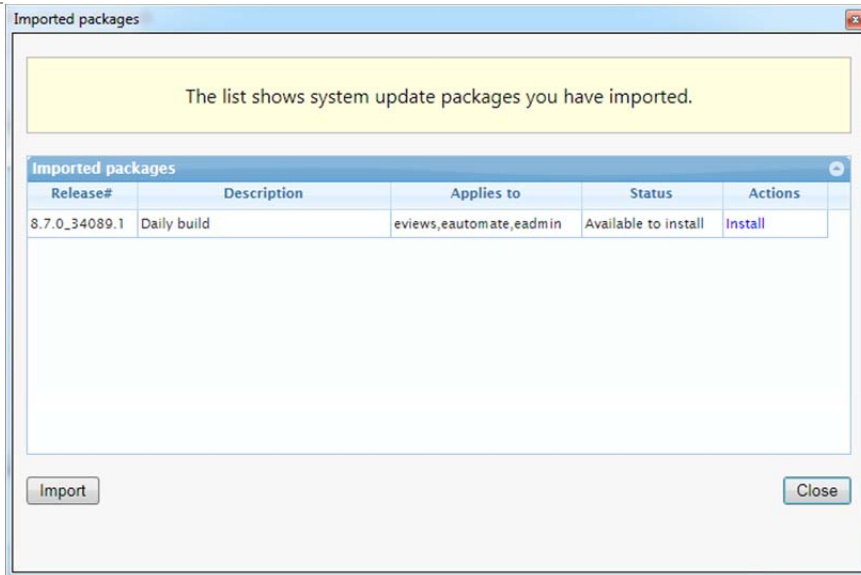 Imported packages
The list shows system update packages you have imported.
Imported packages
Release# Description Applies to Status Actions
8.7.0_34089.1 Daily build eviews,eautomate,eadmin Available to install Install
Import Close